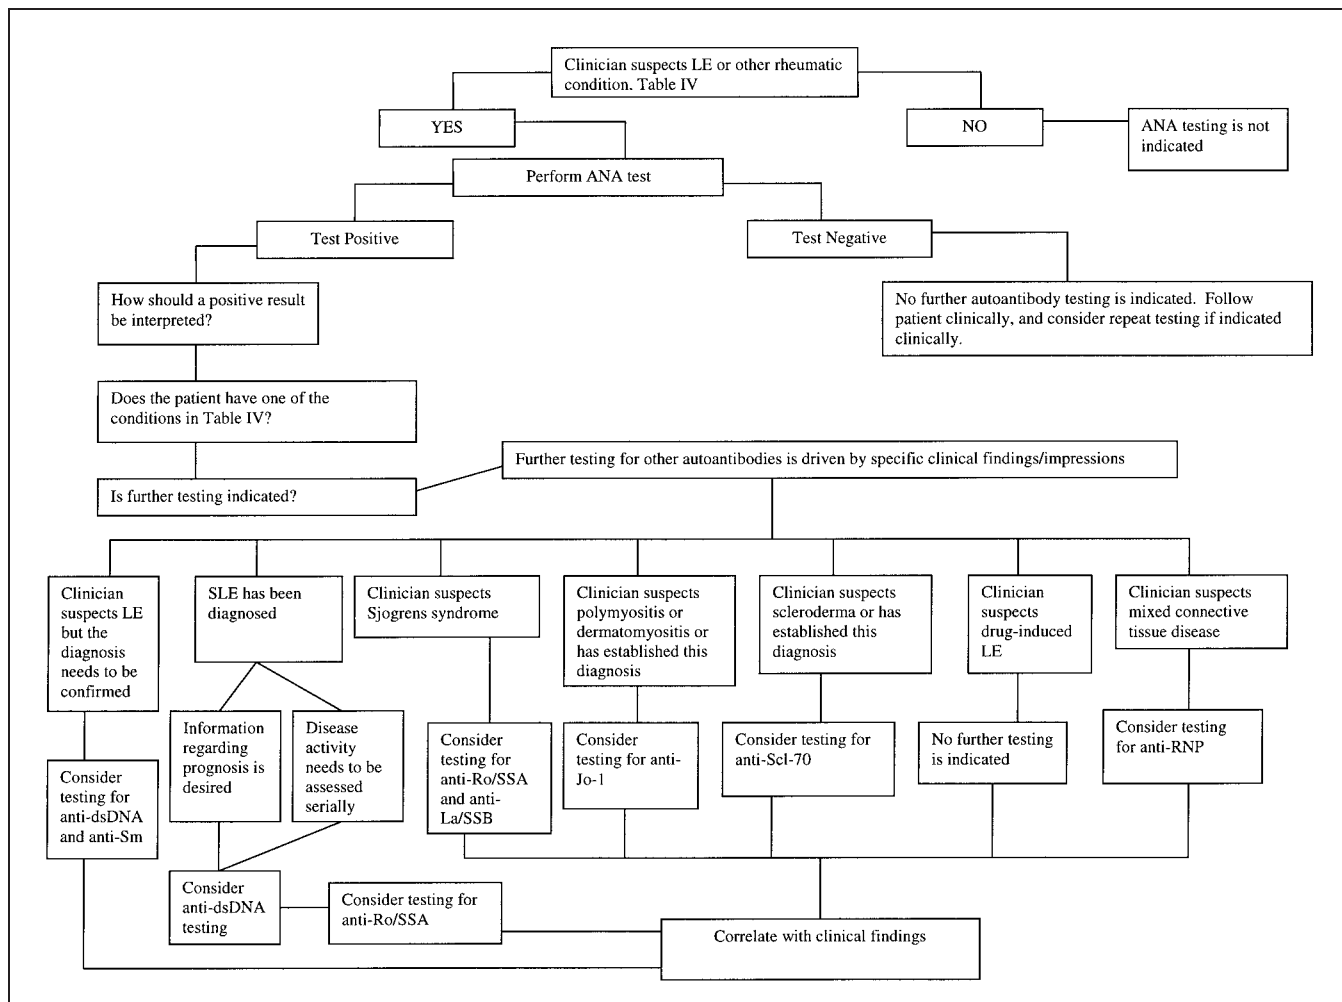 Clinician suspects LE or other rheumatic
condition. Table IV
YES
NO
ANA testing is not
indicated
Perform ANA test
Test Positive
Test Negative
How should a positive result
be interpreted?
No further autoantibody testing is indicated. Follow
patient clinically, and consider repeat testing if indicated
clinically.
Does the patient have one of the
conditions in Table IV?
Further testing for other autoantibodies is driven by specific clinical findings/impressions
Is further testing indicated?
Clinician
suspects LE
but the
diagnosis
needs to be
confirmed
SLE has been
diagnosed
Clinician suspects
Sjogrens syndrome
Clinician suspects
polymyositis or
dermatomyositis or
has established this
diagnosis
Clinician suspects
scleroderma or has
established this
diagnosis
Clinician
suspects
drug-induced
LE
Clinician suspects
mixed connective
tissue disease
Information
regarding
prognosis is
desired
Disease
activity
needs to be
assessed
serially
Consider
testing for
anti-Ro/SSA
and anti-
La/SSB
Consider
testing for anti-
Jo-1
Consider testing for
anti-Scl-70
No further testing
is indicated
Consider testing
for anti-RNP
Consider
testing for
anti-dsDNA
and anti-Sm
Consider
anti-dsDNA
testing
Consider testing for
anti-Ro/SSA
Correlate with clinical findings